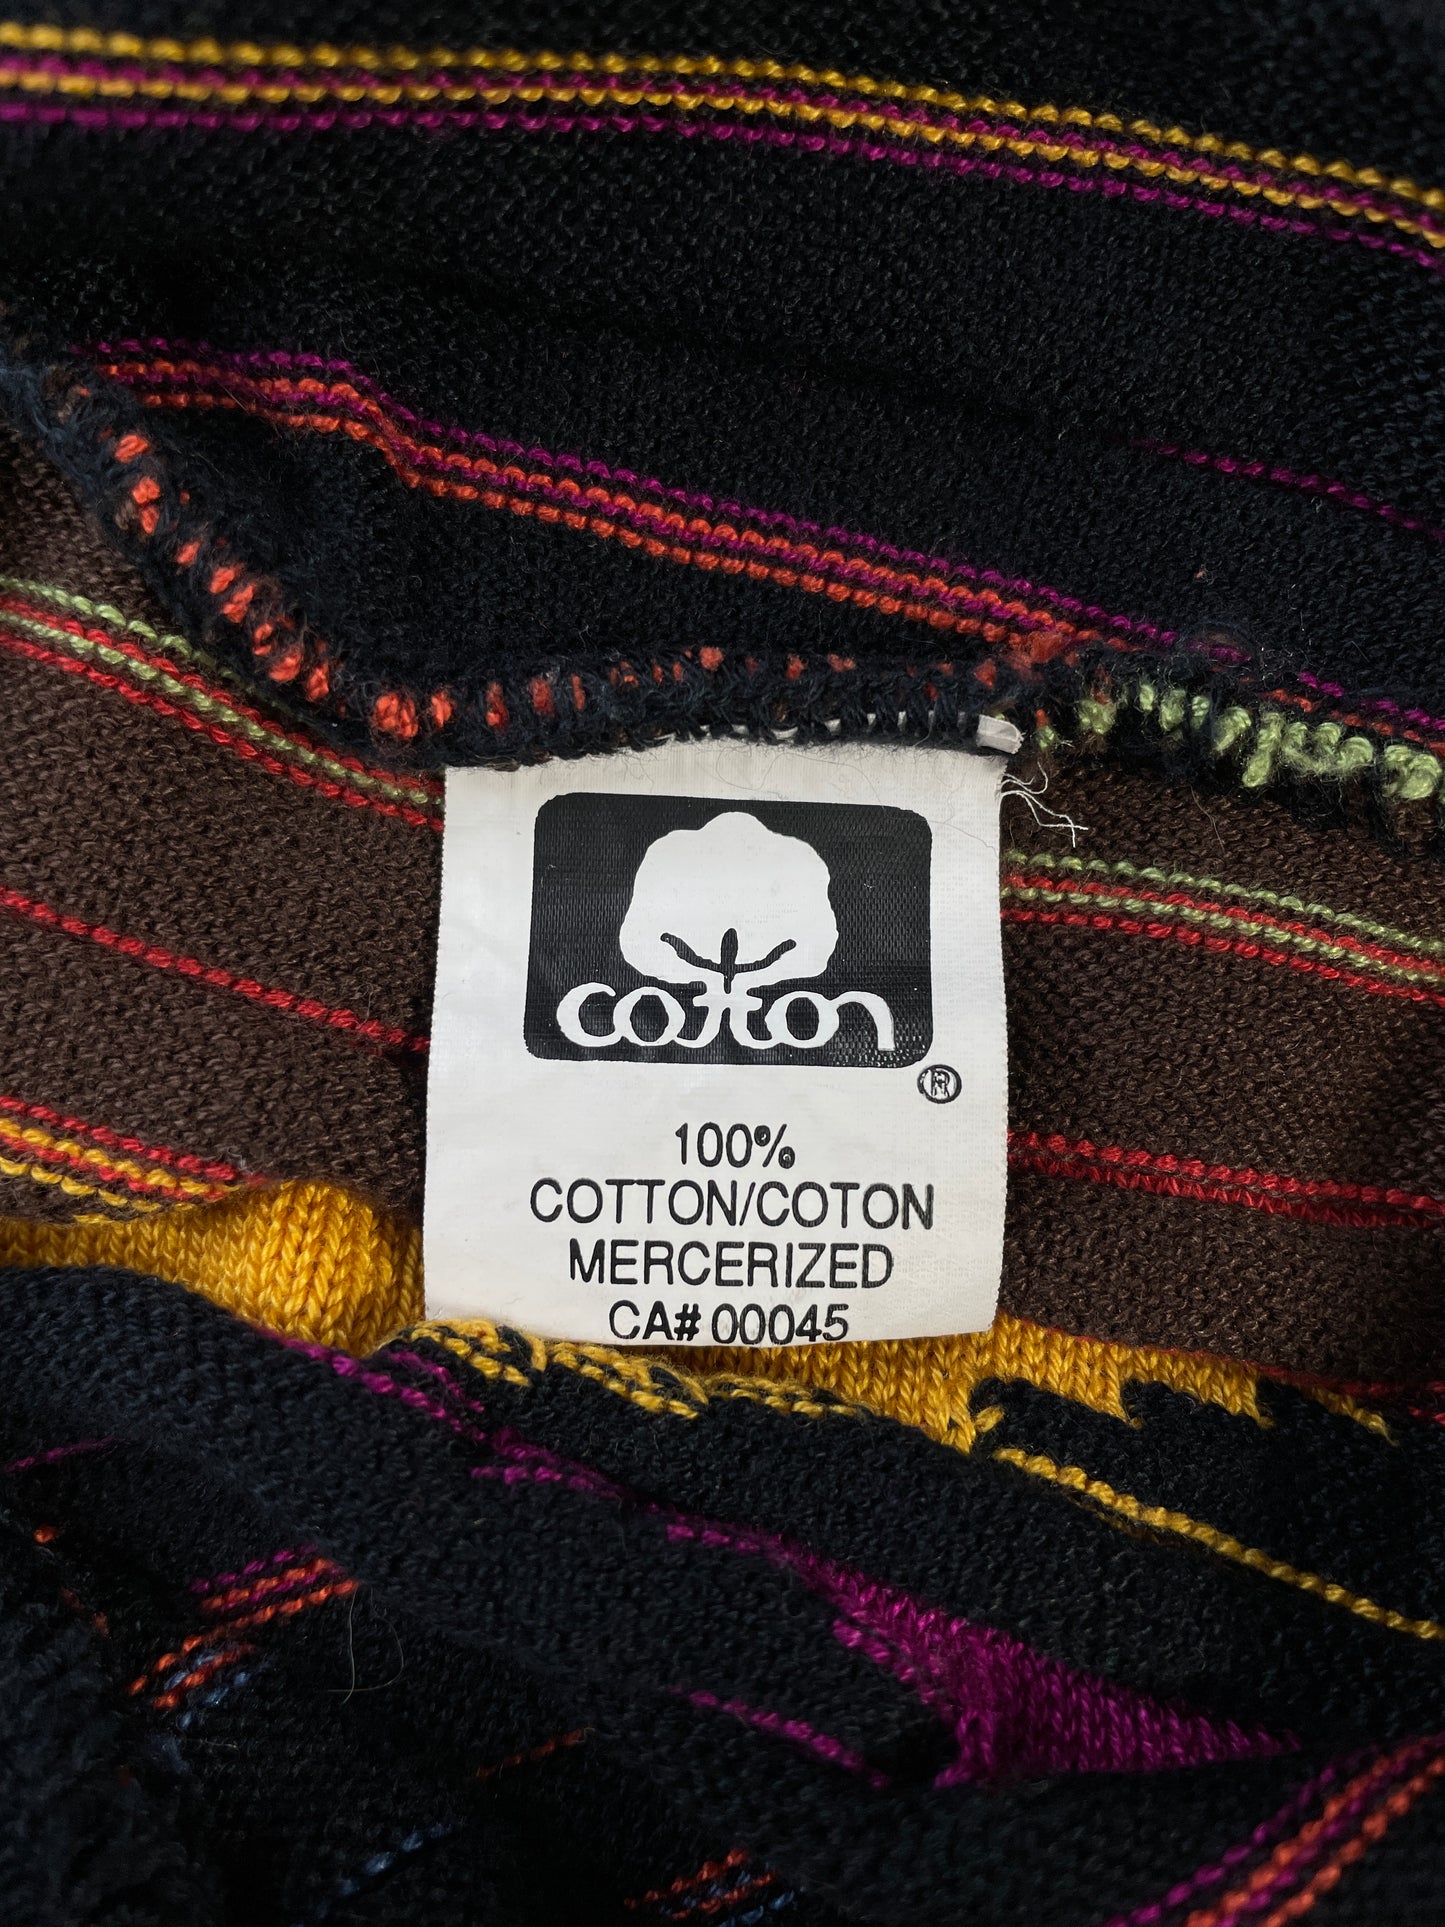 cotton
®
100%
COTTON/COTON
MERCERIZED
CA# 00045